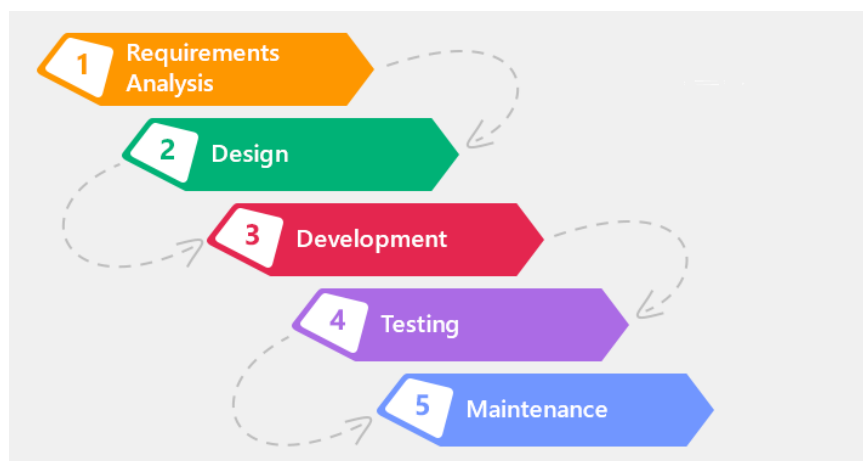 1
Requirements
Analysis
2
Design
3
Development
4
Testing
5
Maintenance